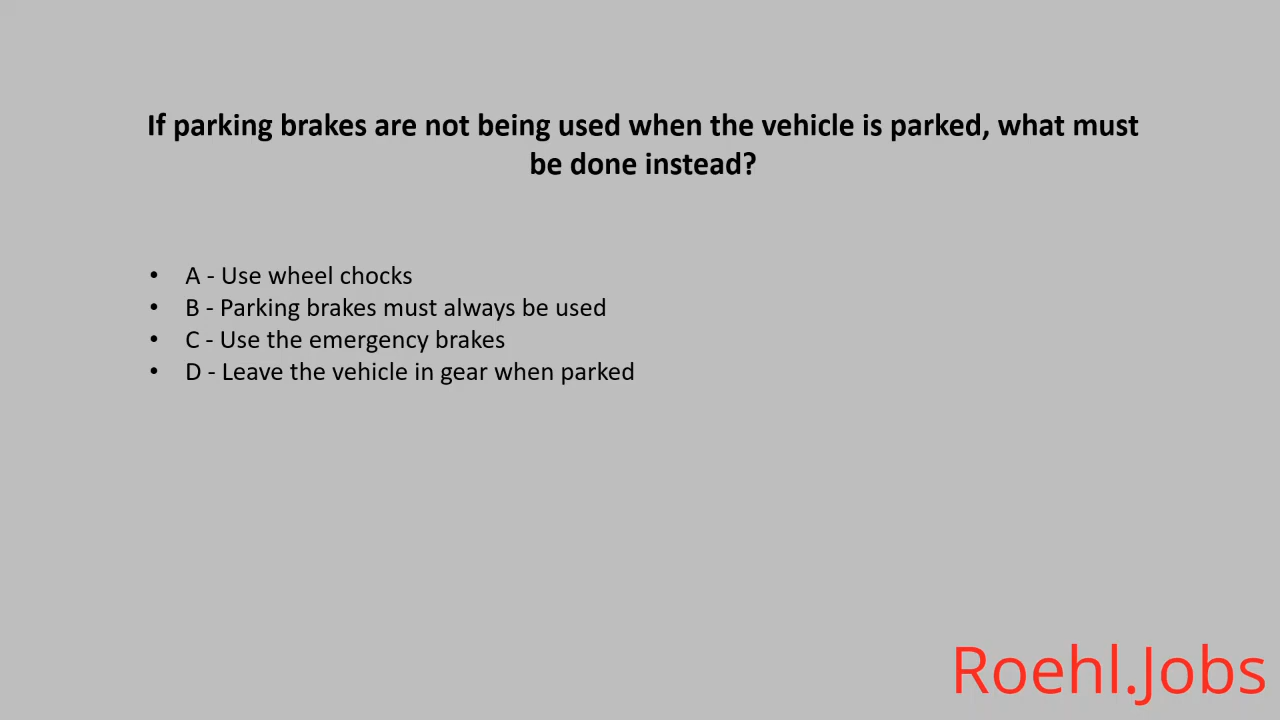 If parking brakes are not being used when the vehicle is parked, what must
be done instead?
• A - Use wheel chocks
• B - Parking brakes must always be used
• C - Use the emergency brakes
• D - Leave the vehicle in gear when parked
Roehl.Jobs